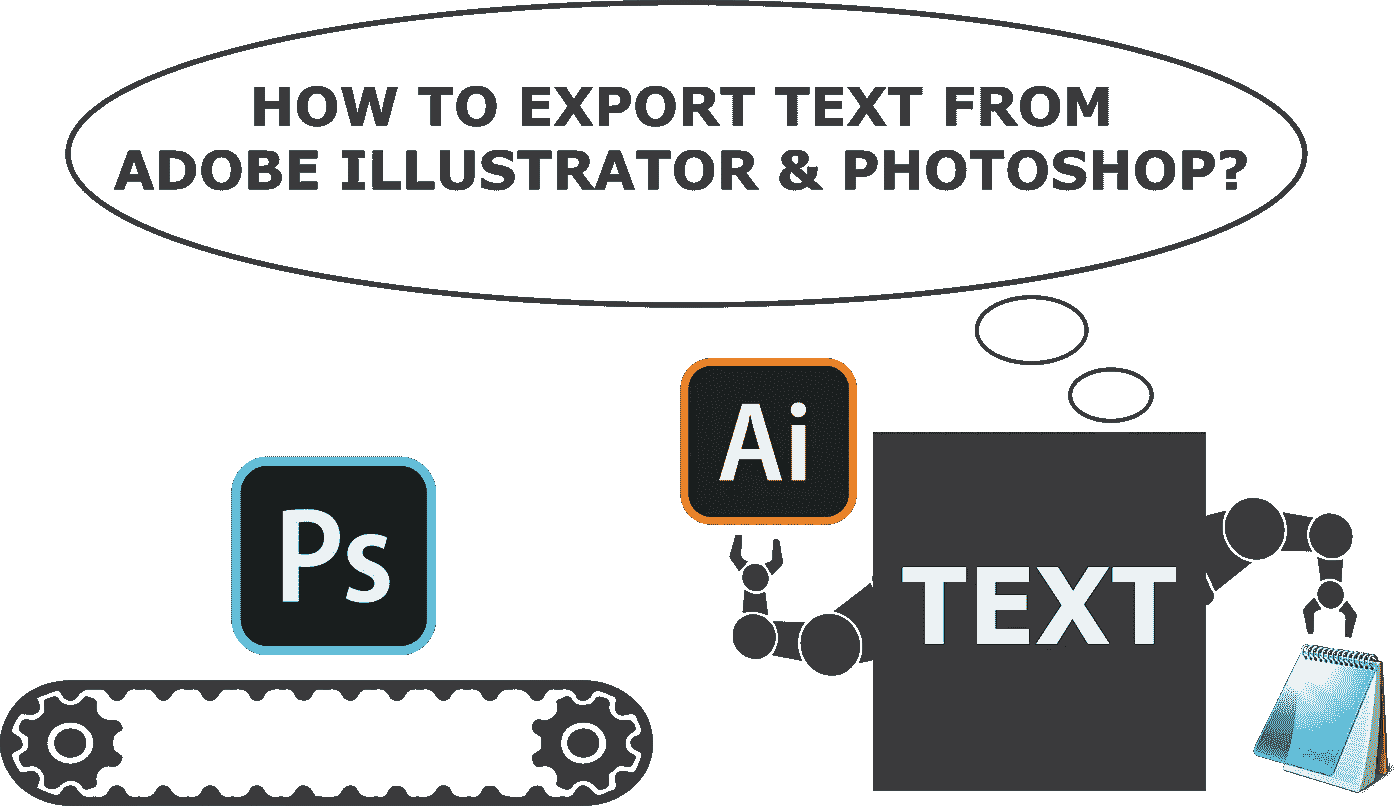 HOW TO EXPORT TEXT FROM
ADOBE ILLUSTRATOR & PHOTOSHOP?
Ai
Ps
TEXT